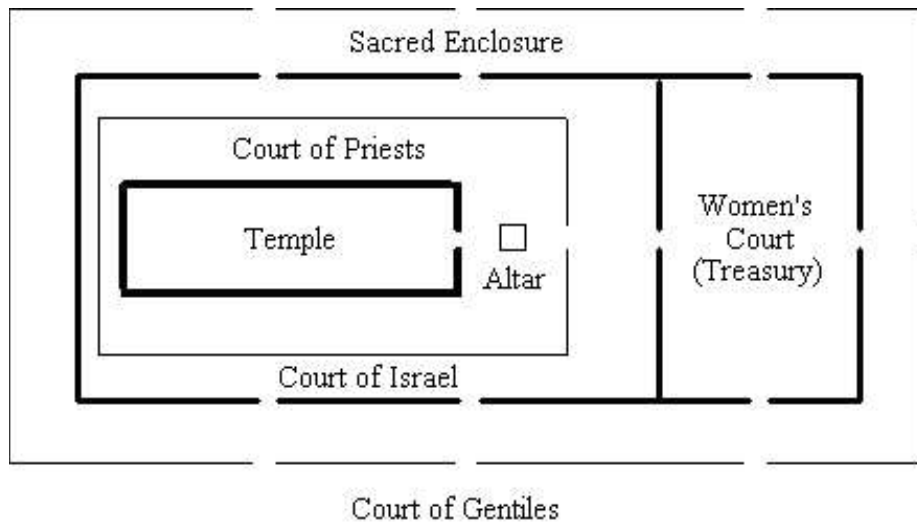 Sacred Enclosure
Court of Priests
Temple
Altar
Women's
Court
(Treasury)
Court of Israel
Court of Gentiles